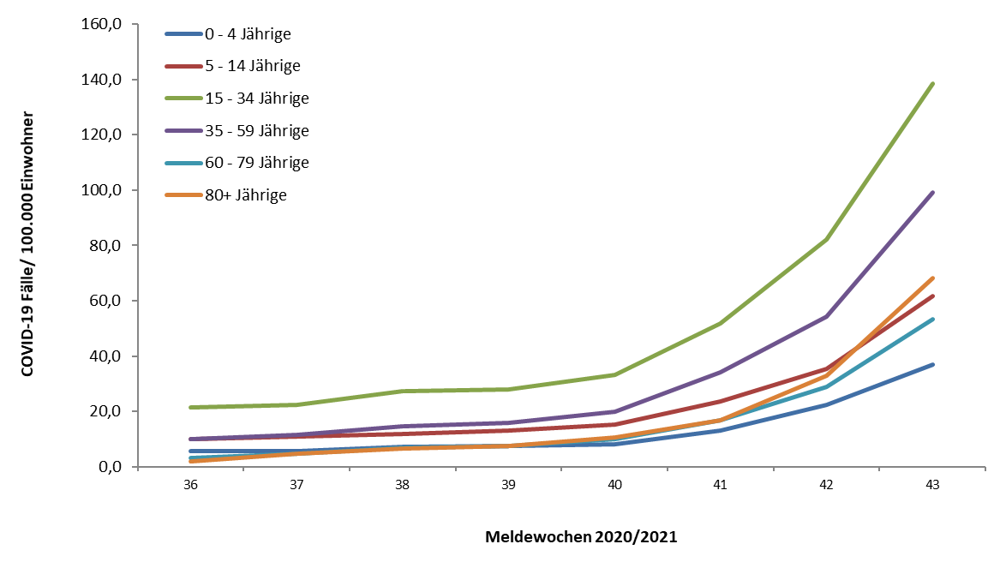 160,0
140,0
120,0
100,0
80,0
60,0
40,0
20,0
0,0
COVID-19 Fälle/ 100.000 Einwohner
0 - 4 Jährige
5 - 14 Jährige
15 - 34 Jährige
35 - 59 Jährige
60 - 79 Jährige
80+ Jährige
36 37 38 39 40 41 42 43
Meldewochen 2020/2021